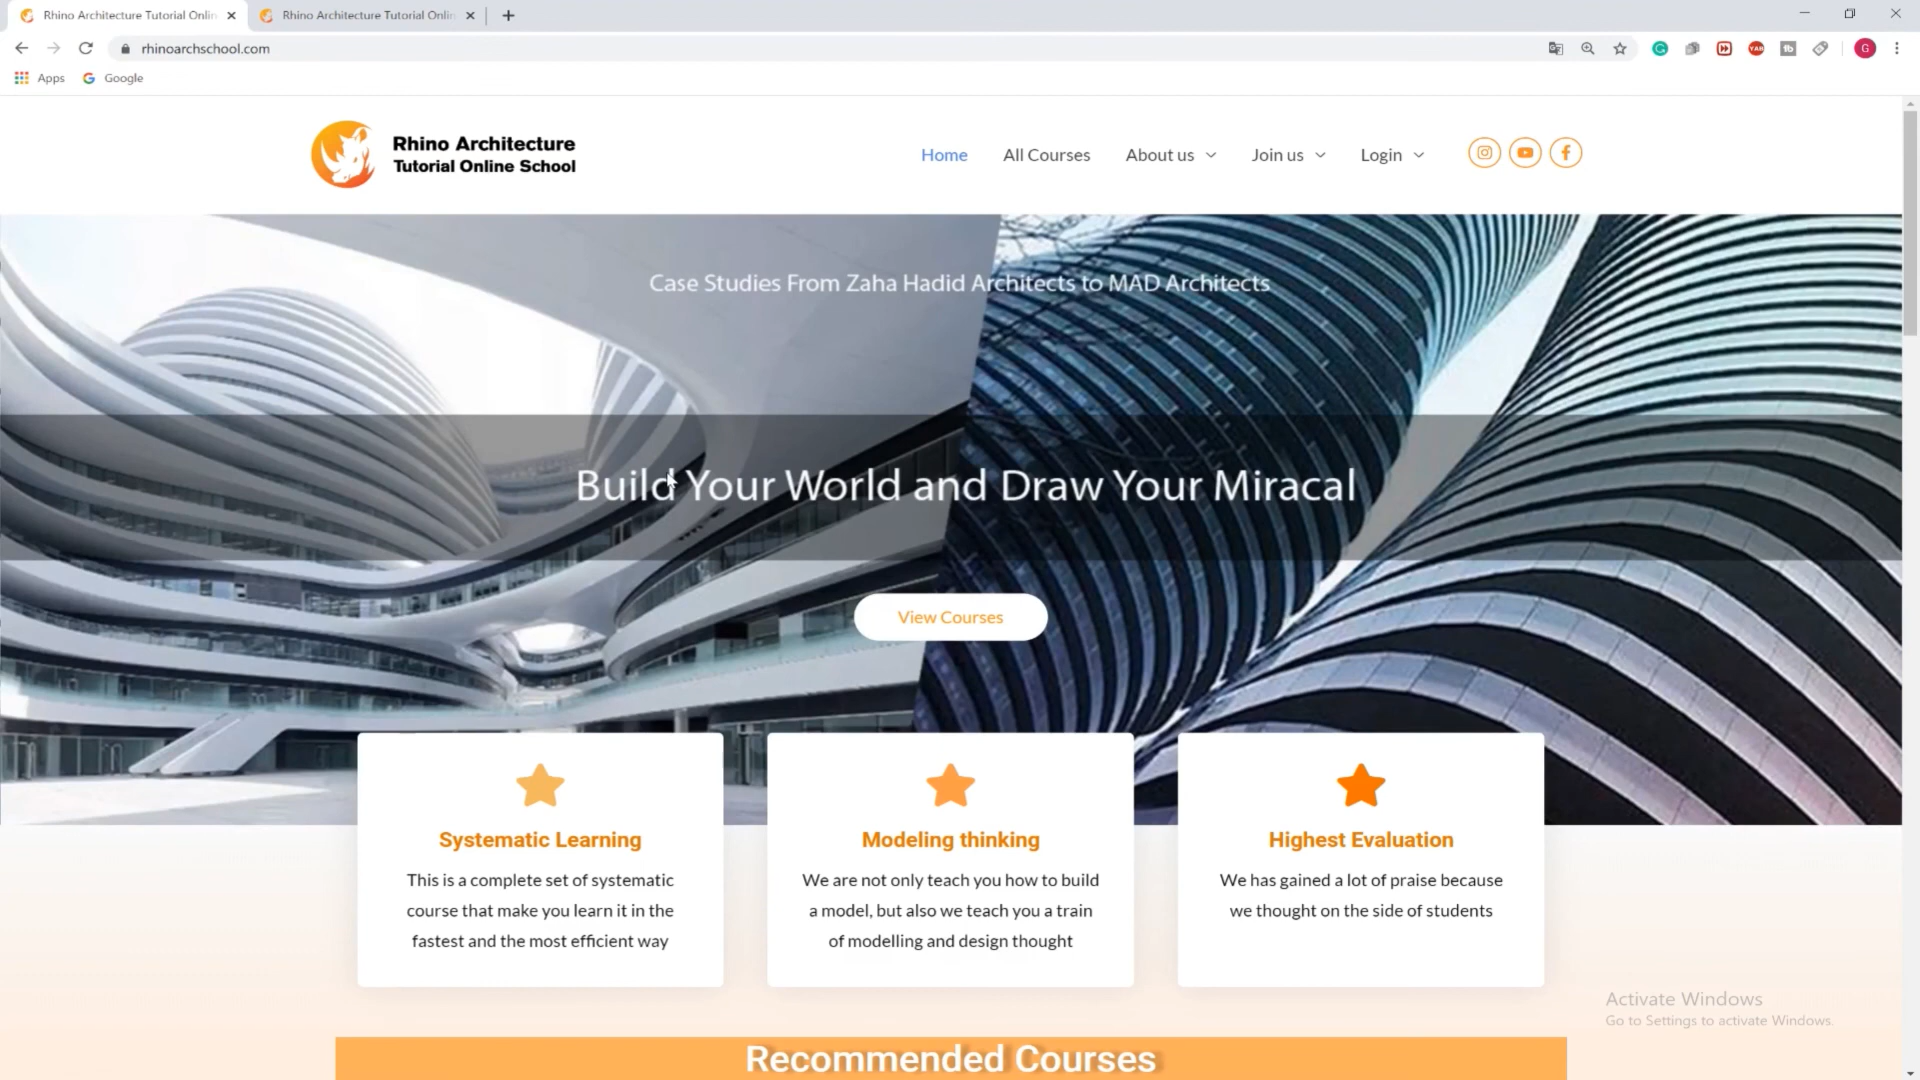 Rhino Architecture Tutorial Onlin
Rhino Architecture Tutorial Onlin
rhinoarchschool.com
G
Apps
Google
Rhino Architecture
Tutorial Online School
Home
All Courses
About us
Join us
Login
Case Studies From Zaha Hadid Architects to MAD Architects
Build Your World and Draw Your Miracal
View Courses
Systematic Learning
This is a complete set of systematic
course that make you learn it in the
fastest and the most efficient way
Modeling thinking
We are not only teach you how to build
a model, but also we teach you a train
of modelling and design thought
Highest Evaluation
We has gained a lot of praise because
we thought on the side of students
Activate Windows
Go to Settings to activate Windows.
Recommended Courses